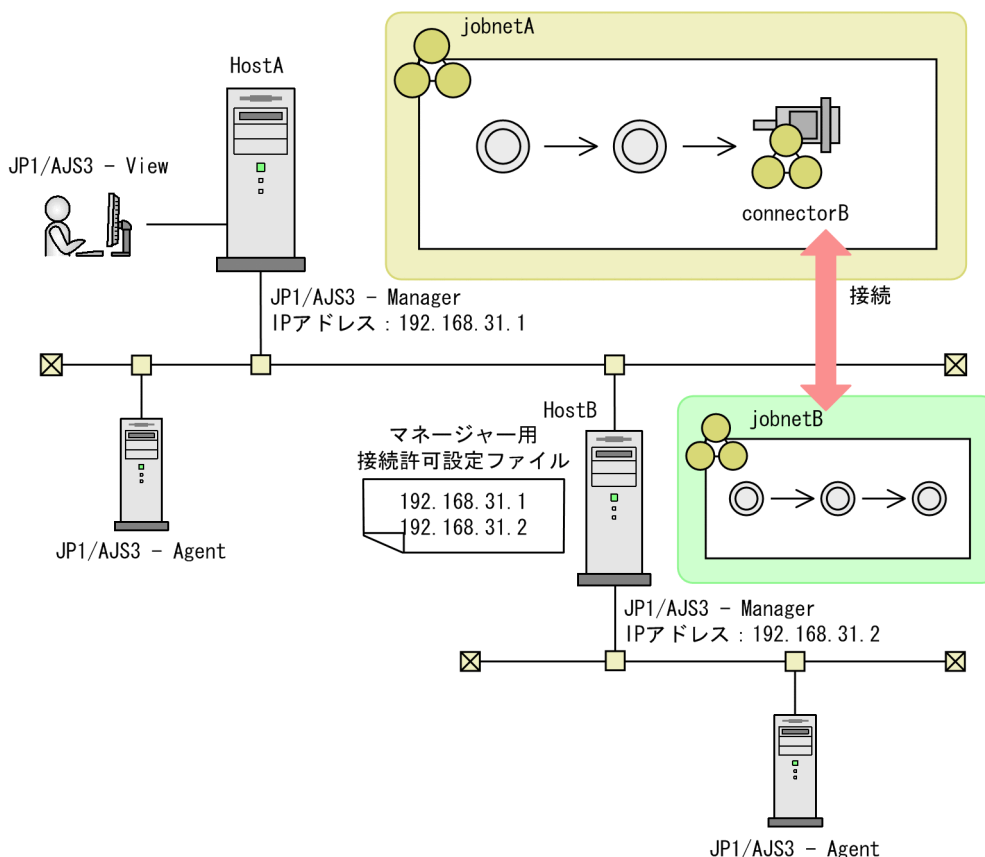 jobnetA
HostA
JP1/AJS3 - View
connectorB
JP1/AJS3 - Manager
IPアドレス：192.168.31.1
接続
HostB
jobnetB
マネージャー用
接続許可設定ファイル
192.168.31.1
192.168.31.2
JP1/AJS3 - Agent
JP1/AJS3 - Manager
IPアドレス：192.168.31.2
JP1/AJS3 - Agent